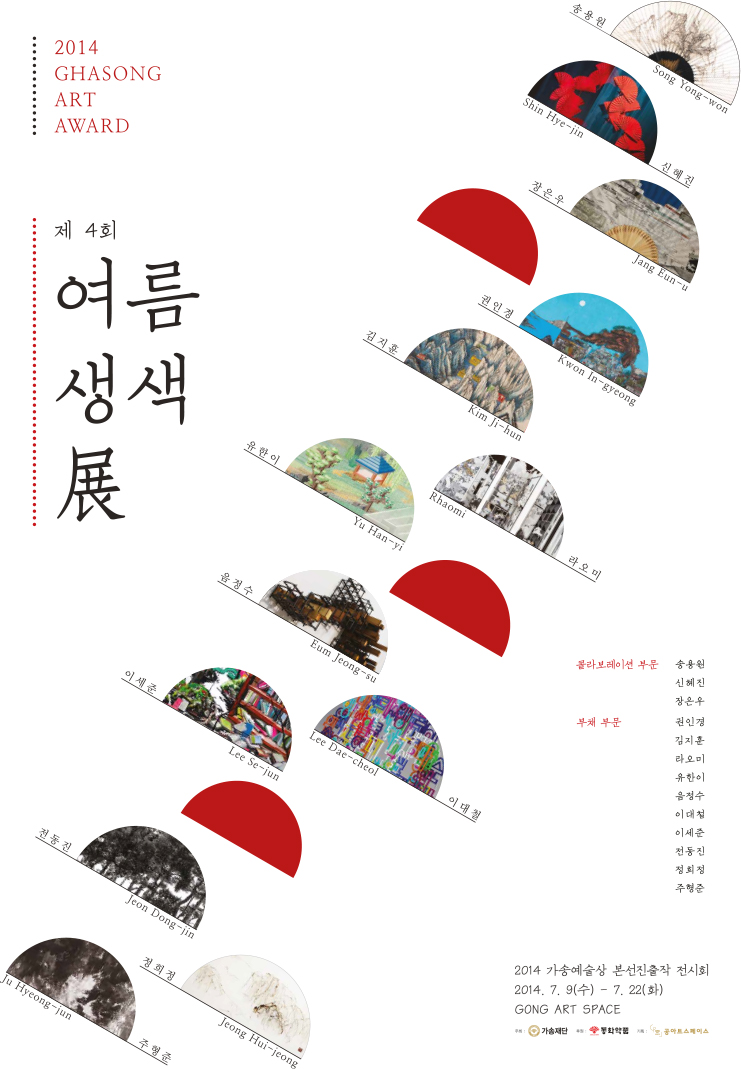 2014
GHASONG
ART
AWARD
제 4회
여름
생색
展
송용원
Song Yong-won
Shin Hye-jin
신혜진
장은우
Jang Eun-u
권인경
Kwon In-gyeong
김지훈
Kim Ji-hun
유한이
Yu Han-yi
Rhaomi
라오미
음정수
Eum Jeong-su
이세준
Lee Se-jun
Lee Dae-cheol
이대철
전동진
Jeon Dong-jin
Ju Hyeong-jun
주형준
정희정
Jeong Hui-jeong
콜라보레이션 부문 송용원
신혜진
장은우
부채 부문 권인경
김지훈
라오미
유한이
음정수
이대철
이세준
전동진
정희정
주형준
2014 가송예술상 본선진출작 전시회
2014. 7. 9(수) - 7. 22(화)
GONG ART SPACE
주최 : 가송재단 후원 : 동화약품 기획 : 공아트스페이스